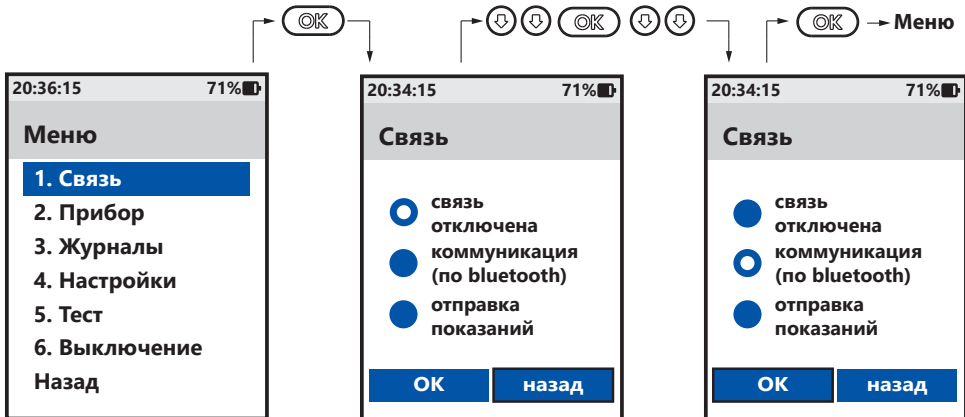 OK
OK
OK → Меню
20:36:15 71%
Меню
1. Связь
2. Прибор
3. Журналы
4. Настройки
5. Тест
6. Выключение
Назад
20:34:15 71%
Связь
связь
отключена
коммуникация
(по bluetooth)
отправка
показаний
ОК назад
20:34:15 71%
Связь
связь
отключена
коммуникация
(по bluetooth)
отправка
показаний
ОК назад